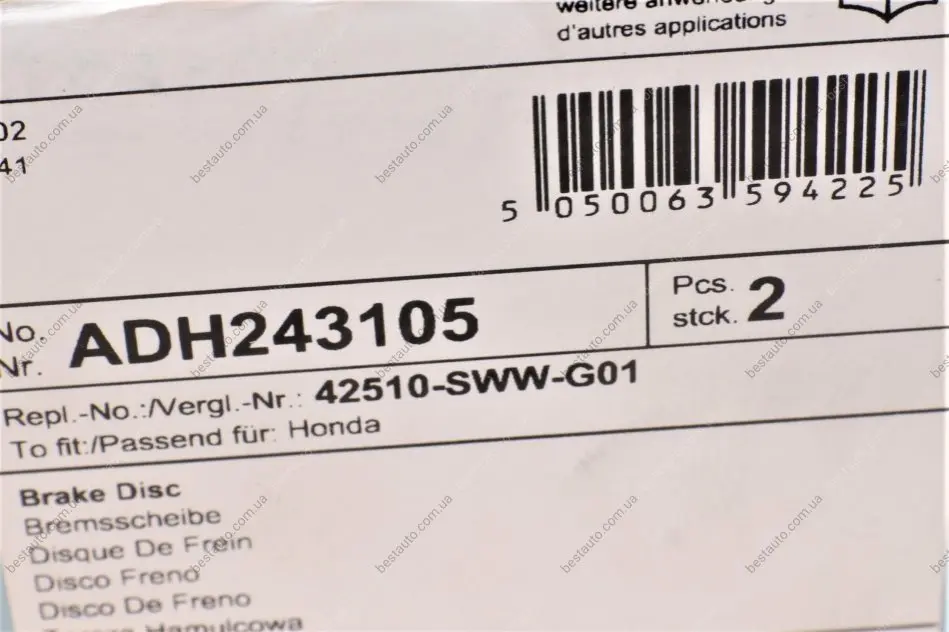 weitere
d'autres applications
02
41
5 050063 594225
No. ADH243105
Nr.
Pcs. 2
stck.
Repl.-No.:/Vergl.-Nr.: 42510-SWW-G01
To fit:/Passend für: Honda
Brake Disc
Bremsscheibe
Disque De Frein
Disco Freno
Disco De Freno
Hamulcowa
bestauto.com.ua